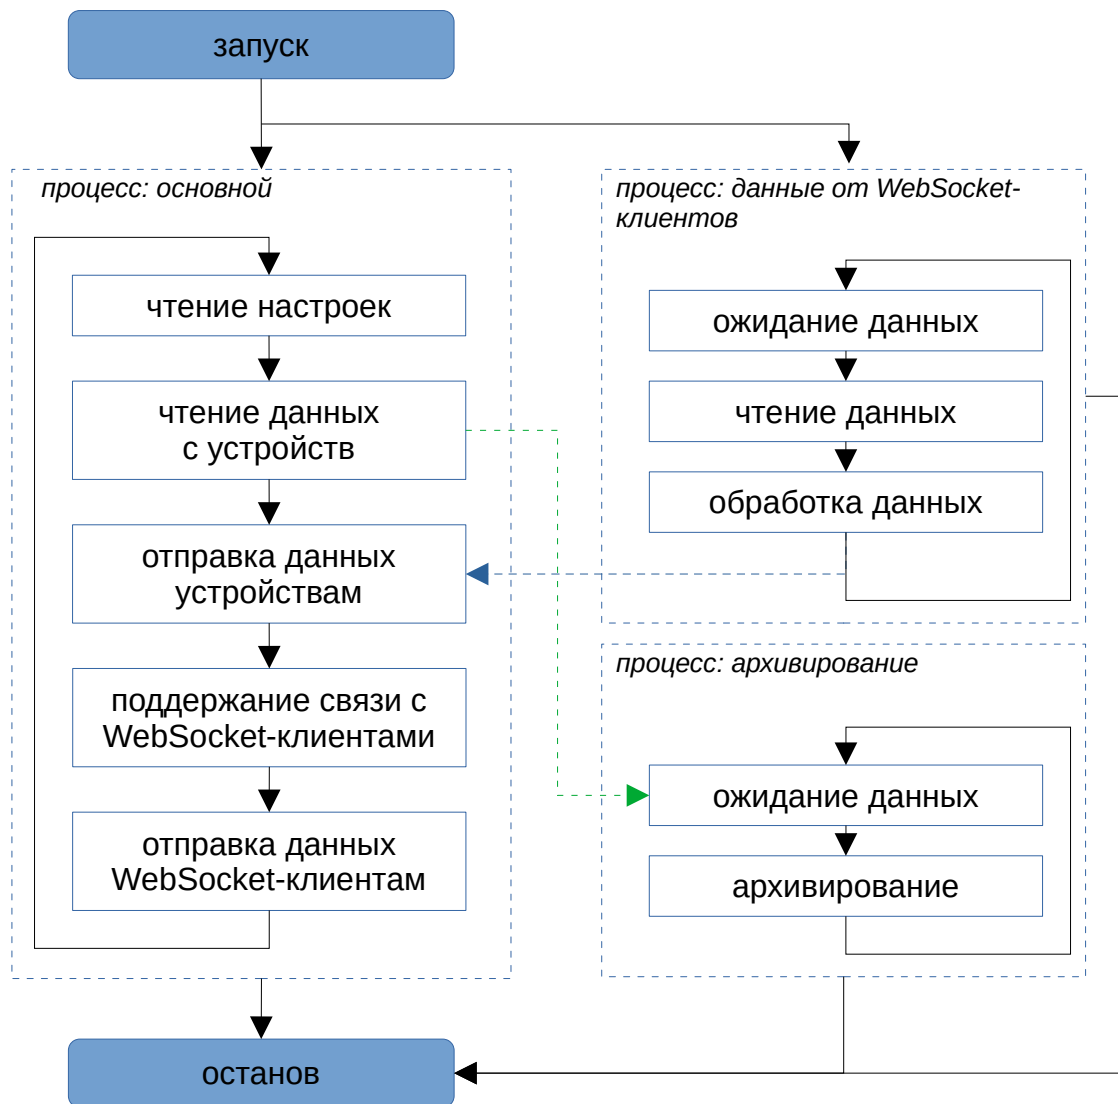 запуск
процесс: основной
чтение настроек
чтение данных
с устройств
отправка данных
устройствам
поддержание связи с
WebSocket-клиентами
отправка данных
WebSocket-клиентам
процесс: данные от WebSocket-
клиентов
ожидание данных
чтение данных
обработка данных
процесс: архивирование
ожидание данных
архивирование
останов